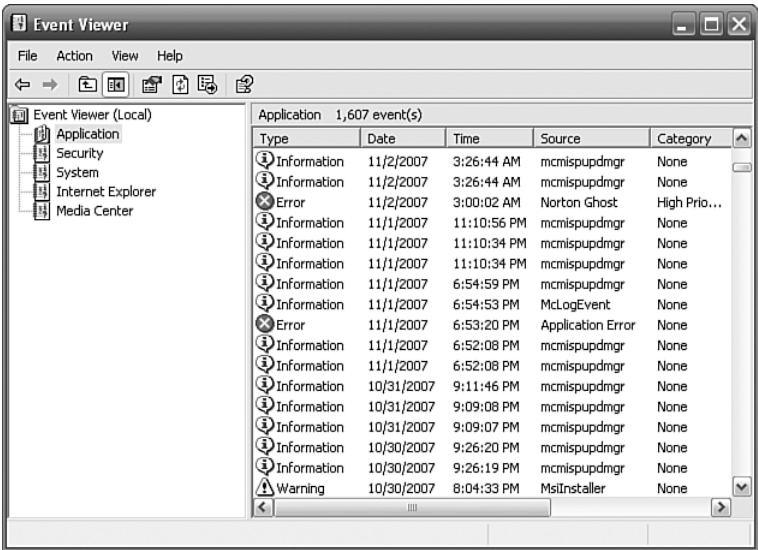 Event Viewer
File Action View Help
Event Viewer (Local)
Application
Security
System
Internet Explorer
Media Center
Application 1,607 event(s)
Type Date Time Source Category
Information 11/2/2007 3:26:44 AM mcmispupdmgr None
Information 11/2/2007 3:26:44 AM mcmispupdmgr None
Error 11/2/2007 3:00:02 AM Norton Ghost High Prio...
Information 11/1/2007 11:10:56 PM mcmispupdmgr None
Information 11/1/2007 11:10:34 PM mcmispupdmgr None
Information 11/1/2007 11:10:34 PM mcmispupdmgr None
Information 11/1/2007 6:54:59 PM mcmispupdmgr None
Information 11/1/2007 6:54:53 PM McLogEvent None
Error 11/1/2007 6:53:20 PM Application Error None
Information 11/1/2007 6:52:08 PM mcmispupdmgr None
Information 11/1/2007 6:52:08 PM mcmispupdmgr None
Information 10/31/2007 9:11:46 PM mcmispupdmgr None
Information 10/31/2007 9:09:08 PM mcmispupdmgr None
Information 10/31/2007 9:09:07 PM mcmispupdmgr None
Information 10/30/2007 9:26:20 PM mcmispupdmgr None
Information 10/30/2007 9:26:19 PM mcmispupdmgr None
Warning 10/30/2007 8:04:33 PM MsiInstaller None